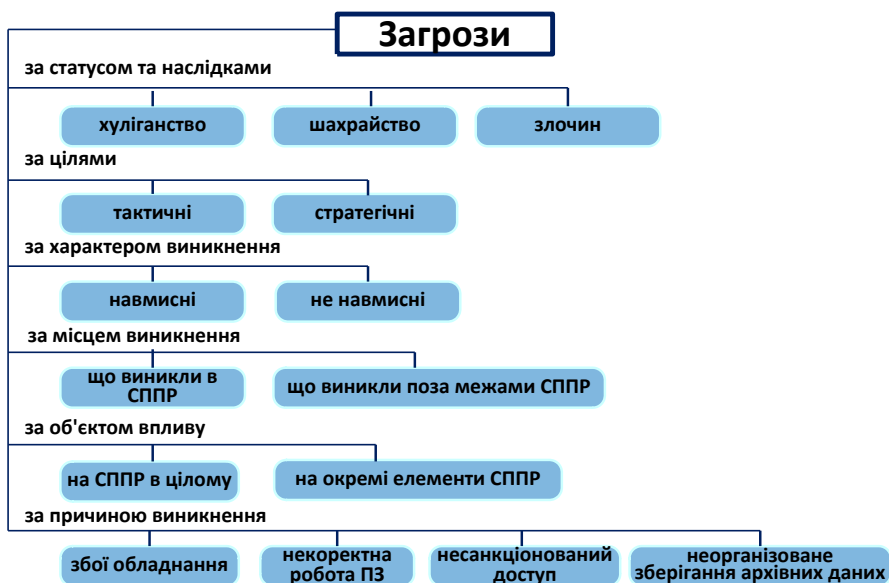 Загрози
за статусом та наслідками
хуліганство
шахрайство
злочин
за цілями
тактичні
стратегічні
за характером виникнення
навмисні
не навмисні
за місцем виникнення
що виникли в
СППР
що виникли поза межами СППР
за об'єктом впливу
на СППР в цілому
на окремі елементи СППР
за причиною виникнення
збої обладнання
некоректна
робота ПЗ
несанкціонований
доступ
неорганізоване
зберігання архівних даних